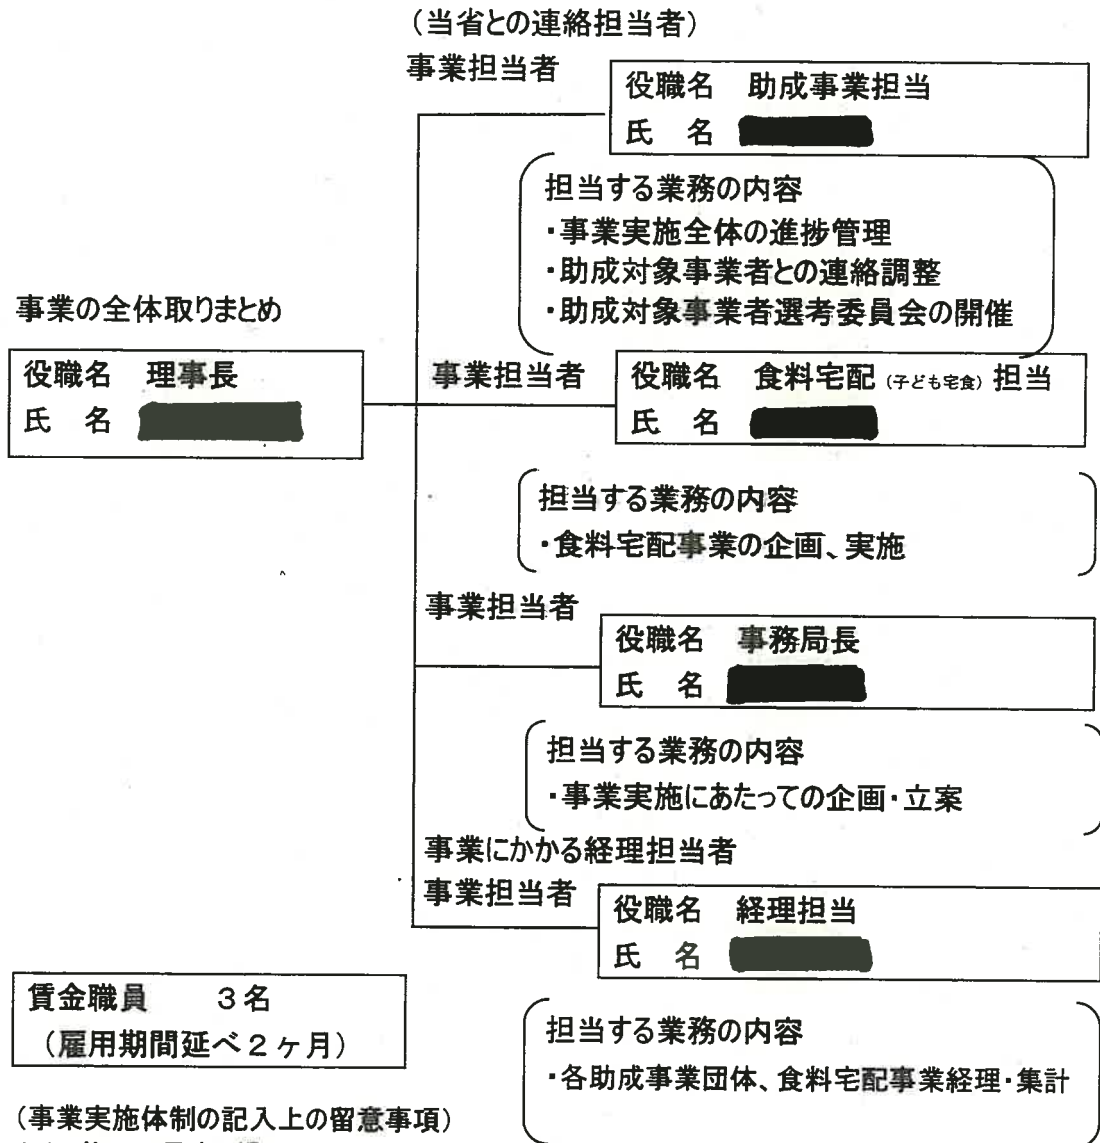 （当省との連絡担当者）
事業担当者
役職名　助成事業担当
氏　名
担当する業務の内容
・事業実施全体の進捗管理
・助成対象事業者との連絡調整
・助成対象事業者選考委員会の開催
事業の全体取りまとめ
役職名　理事長
氏　名
事業担当者
役職名　食料宅配（子ども宅食）担当
氏　名
担当する業務の内容
・食料宅配事業の企画、実施
事業担当者
役職名　事務局長
氏　名
担当する業務の内容
・事業実施にあたっての企画・立案
事業にかかる経理担当者
事業担当者
役職名　経理担当
氏　名
賃金職員　　３名
（雇用期間延べ２ヶ月）
担当する業務の内容
・各助成事業団体、食料宅配事業経理・集計
（事業実施体制の記入上の留意事項）